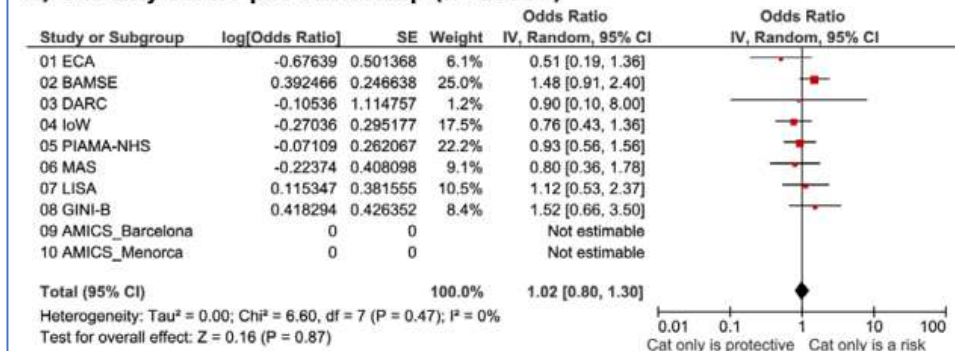 Odds Ratio Odds Ratio
Study or Subgroup log[Odds Ratio] SE Weight IV, Random, 95% CI IV, Random, 95% CI
01 ECA -0.67639 0.501368 6.1% 0.51 [0.19, 1.36]
02 BAMSE 0.392466 0.246638 25.0% 1.48 [0.91, 2.40]
03 DARC -0.10536 1.114757 1.2% 0.90 [0.10, 8.00]
04 IoW -0.27036 0.295177 17.5% 0.76 [0.43, 1.36]
05 PIAMA-NHS -0.07109 0.262067 22.2% 0.93 [0.56, 1.56]
06 MAS -0.22374 0.408098 9.1% 0.80 [0.36, 1.78]
07 LISA 0.115347 0.381555 10.5% 1.12 [0.53, 2.37]
08 GINI-B 0.418294 0.426352 8.4% 1.52 [0.66, 3.50]
09 AMICS_Barcelona 0 0 Not estimable
10 AMICS_Menorca 0 0 Not estimable
Total (95% CI) 100.0% 1.02 [0.80, 1.30]
Heterogeneity: Tau² = 0.00; Chi² = 6.60, df = 7 (P = 0.47); I² = 0%
Test for overall effect: Z = 0.16 (P = 0.87)
0.01 0.1 1 10 100
Cat only is protective Cat only is a risk